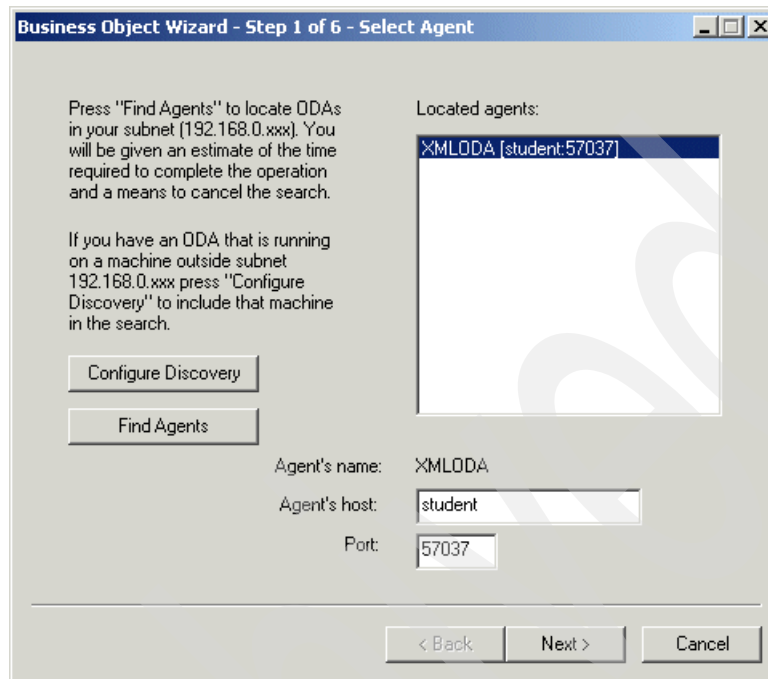 Business Object Wizard - Step 1 of 6 - Select Agent
Press "Find Agents" to locate ODAs
in your subnet (192.168.0.xxx). You
will be given an estimate of the time
required to complete the operation
and a means to cancel the search.
If you have an ODA that is running
on a machine outside subnet
192.168.0.xxx press "Configure
Discovery" to include that machine
in the search.
Configure Discovery
Find Agents
Located agents:
XMLODA [student:57037]
Agent's name: XMLODA
Agent's host: student
Port: 57037
< Back Next > Cancel